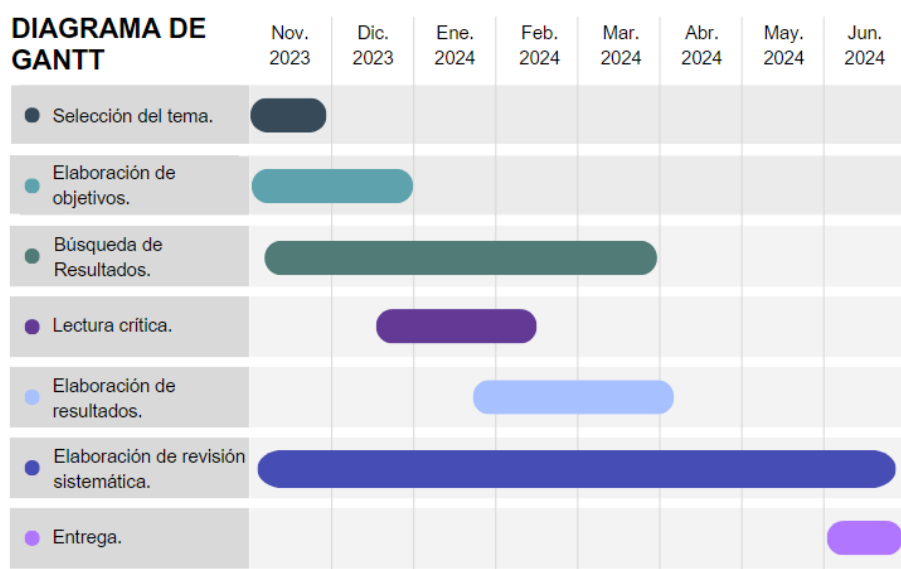 DIAGRAMA DE
GANTT
Nov.
2023
Dic.
2023
Ene.
2024
Feb.
2024
Mar.
2024
Abr.
2024
May.
2024
Jun.
2024
Selección del tema.
Elaboración de
objetivos.
Búsqueda de
Resultados.
Lectura crítica.
Elaboración de
resultados.
Elaboración de revisión
sistemática.
Entrega.